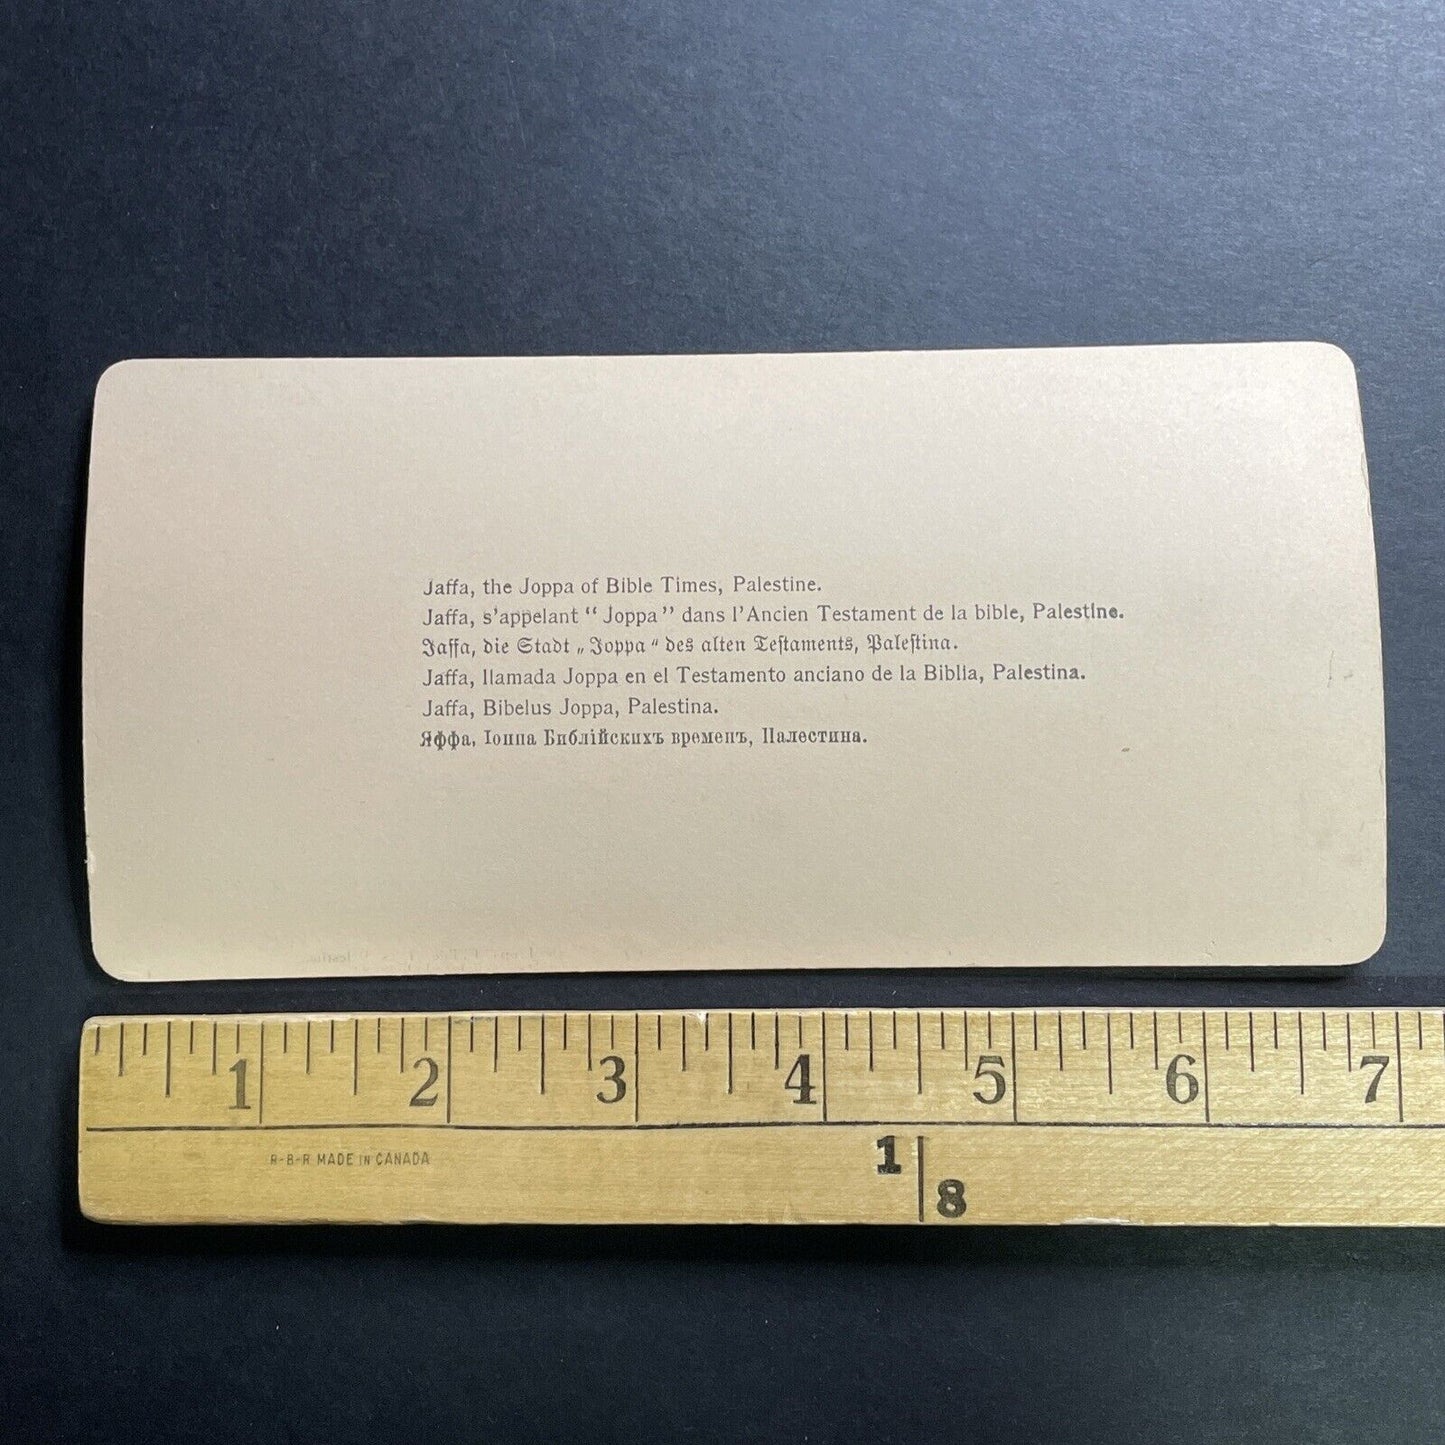 Jaffa, the Joppa of Bible Times, Palestine.
Jaffa, s'appelant “ Joppa ” dans l'Ancien Testament de la bible, Palestine.
Jaffa, die Stadt „ Joppa “ des alten Testaments, Palestina.
Jaffa, llamada Joppa en el Testamento anciano de la Biblia, Palestina.
Jaffa, Bibelus Joppa, Palestina.
Яффа, Іоппа Библійскихъ временъ, Палестина.
1 2 3 4 5 6 7
R-B-R MADE IN CANADA
1
8